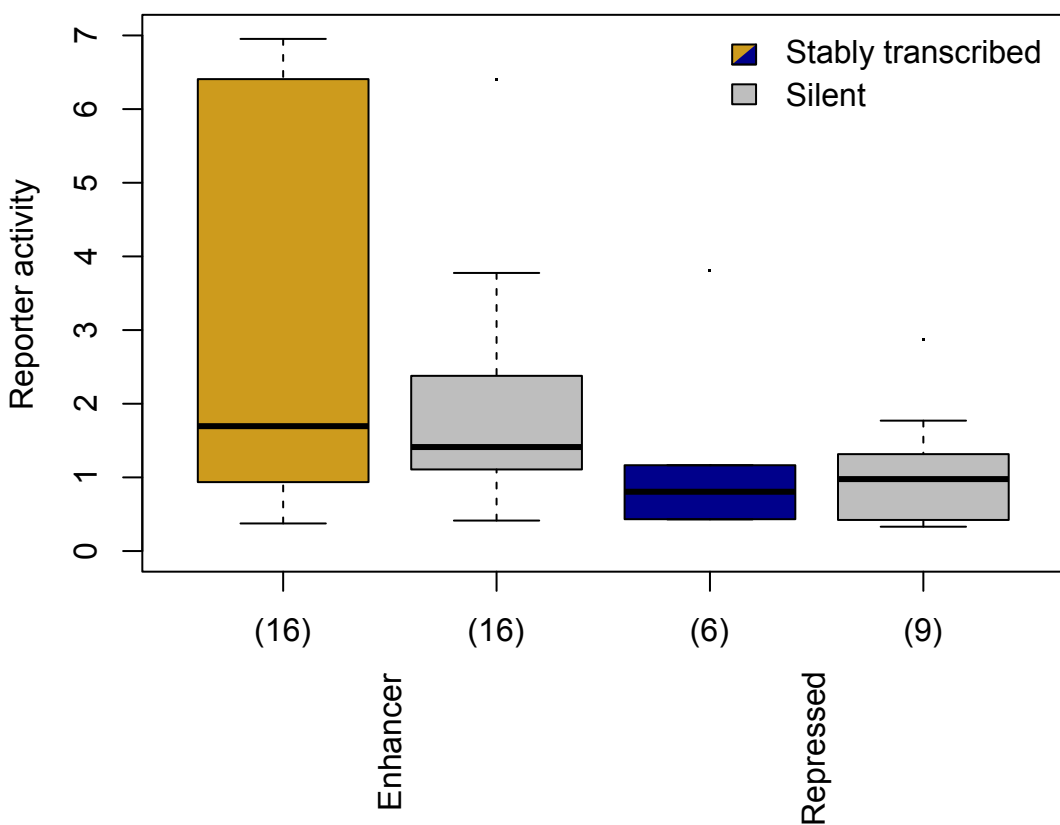 7
6
5
4
3
2
1
0
Reporter activity
Stably transcribed
Silent
(16) (16) (6) (9)
Enhancer
Repressed